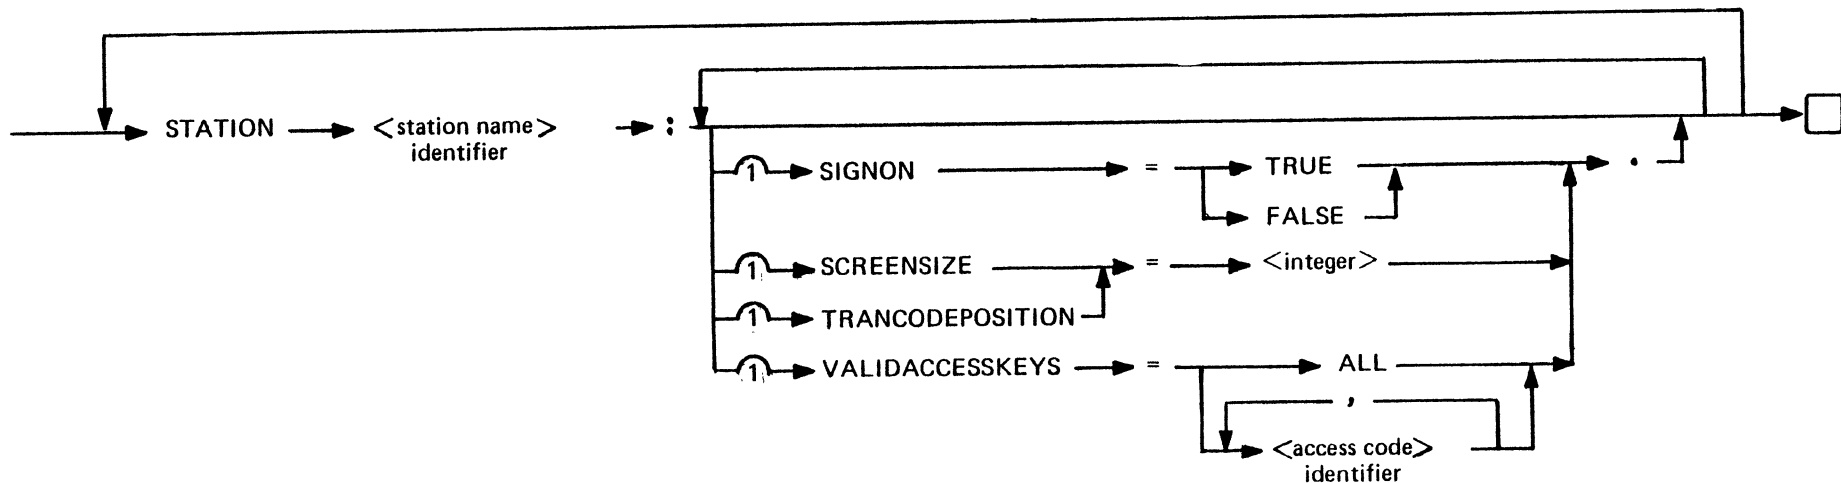 STATION <station name> identifier :
1 SIGNON = TRUE .
FALSE
1 SCREENSIZE = <integer>
1 TRANCODEPOSITION
1 VALIDACCESSKEYS = ALL
,
<access code>
identifier